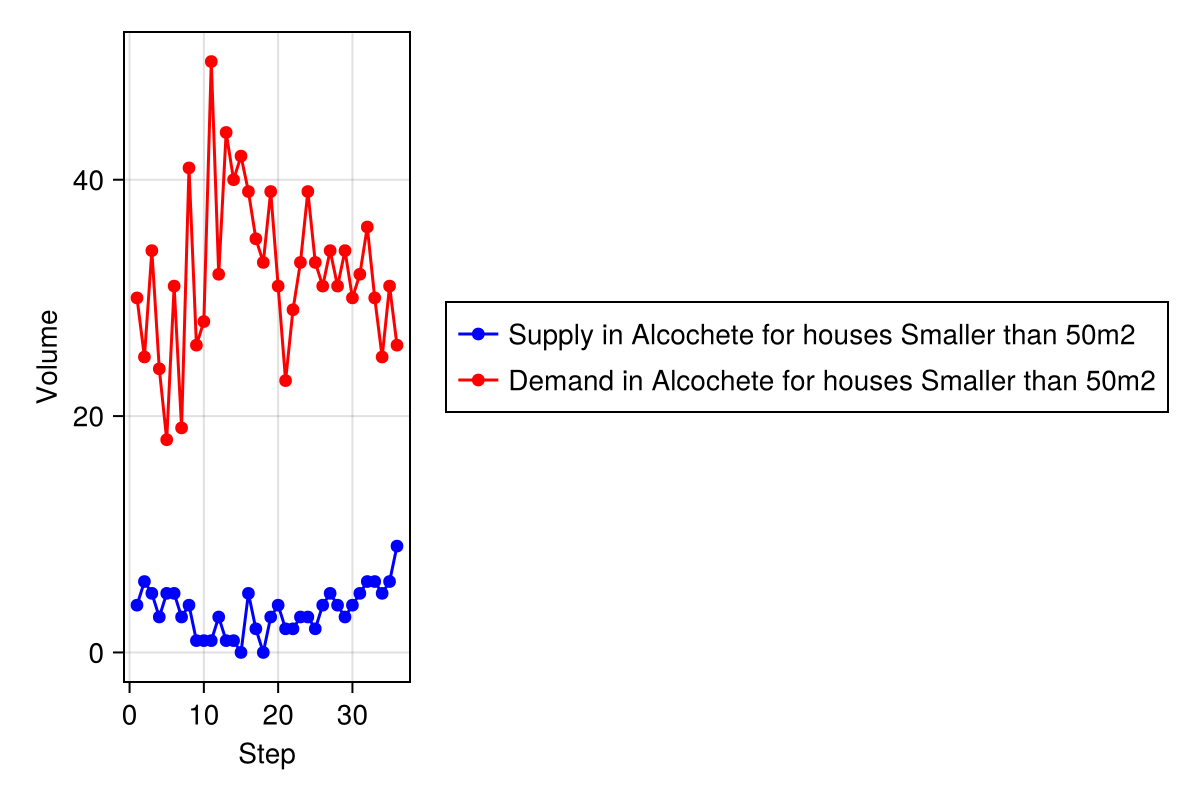 Volume
40
20
0
0 10 20 30
Step
Supply in Alcochete for houses Smaller than 50m2
Demand in Alcochete for houses Smaller than 50m2